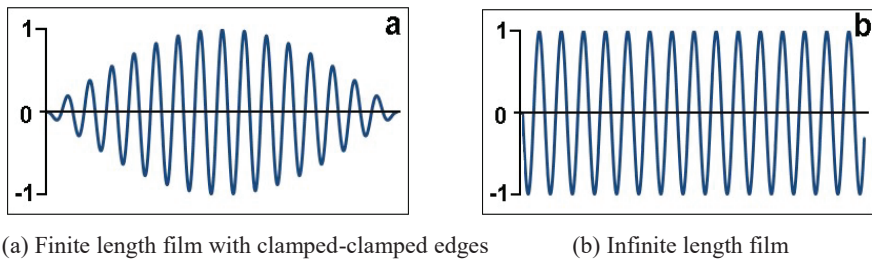 a
1
0
-1
b
1
0
-1
(a) Finite length film with clamped-clamped edges
(b) Infinite length film